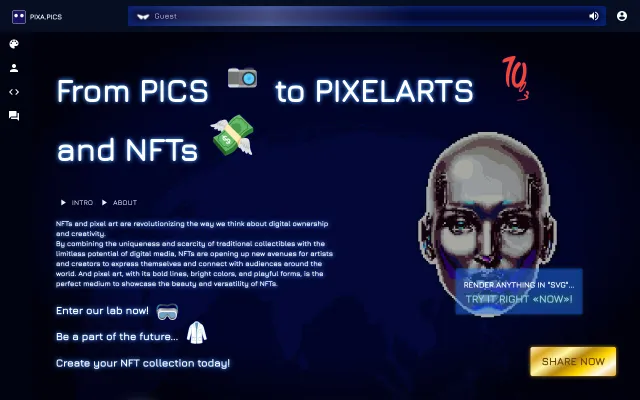 PIXA.PICS
Guest
From PICS to PIXELARTS
and NFTs
INTRO ABOUT
NFTs and pixel art are revolutionizing the way we think about digital ownership
and creativity.
By combining the uniqueness and scarcity of traditional collectibles with the
limitless potential of digital media, NFTs are opening up new avenues for artists
and creators to express themselves and connect with audiences around the
world. And pixel art, with its bold lines, bright colors, and playful forms, is the
perfect medium to showcase the beauty and versatility of NFTs.
Enter our lab now!
Be a part of the future...
Create your NFT collection today!
RENDER ANYTHING IN "SVG"...
TRY IT RIGHT «NOW»!
SHARE NOW